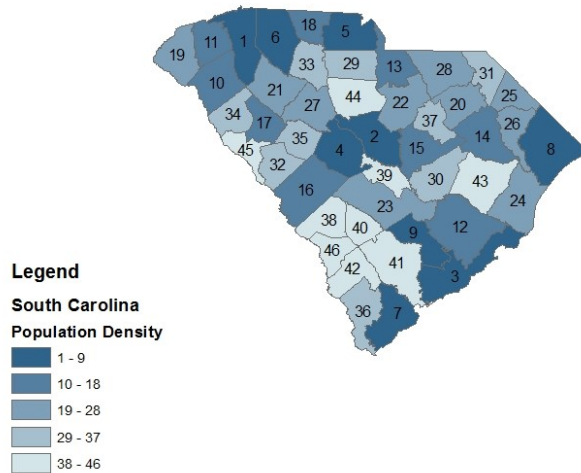 18 5
11 1 6
19
33 29 13 28 31
10 21 44 25
27 22 20
34 17 37 26
2 14 8
45 35 4 15
32 39 30 43
16
23 24
38 40 9 12
46 41
42 3
36 7
Legend
South Carolina
Population Density
1 - 9
10 - 18
19 - 28
29 - 37
38 - 46